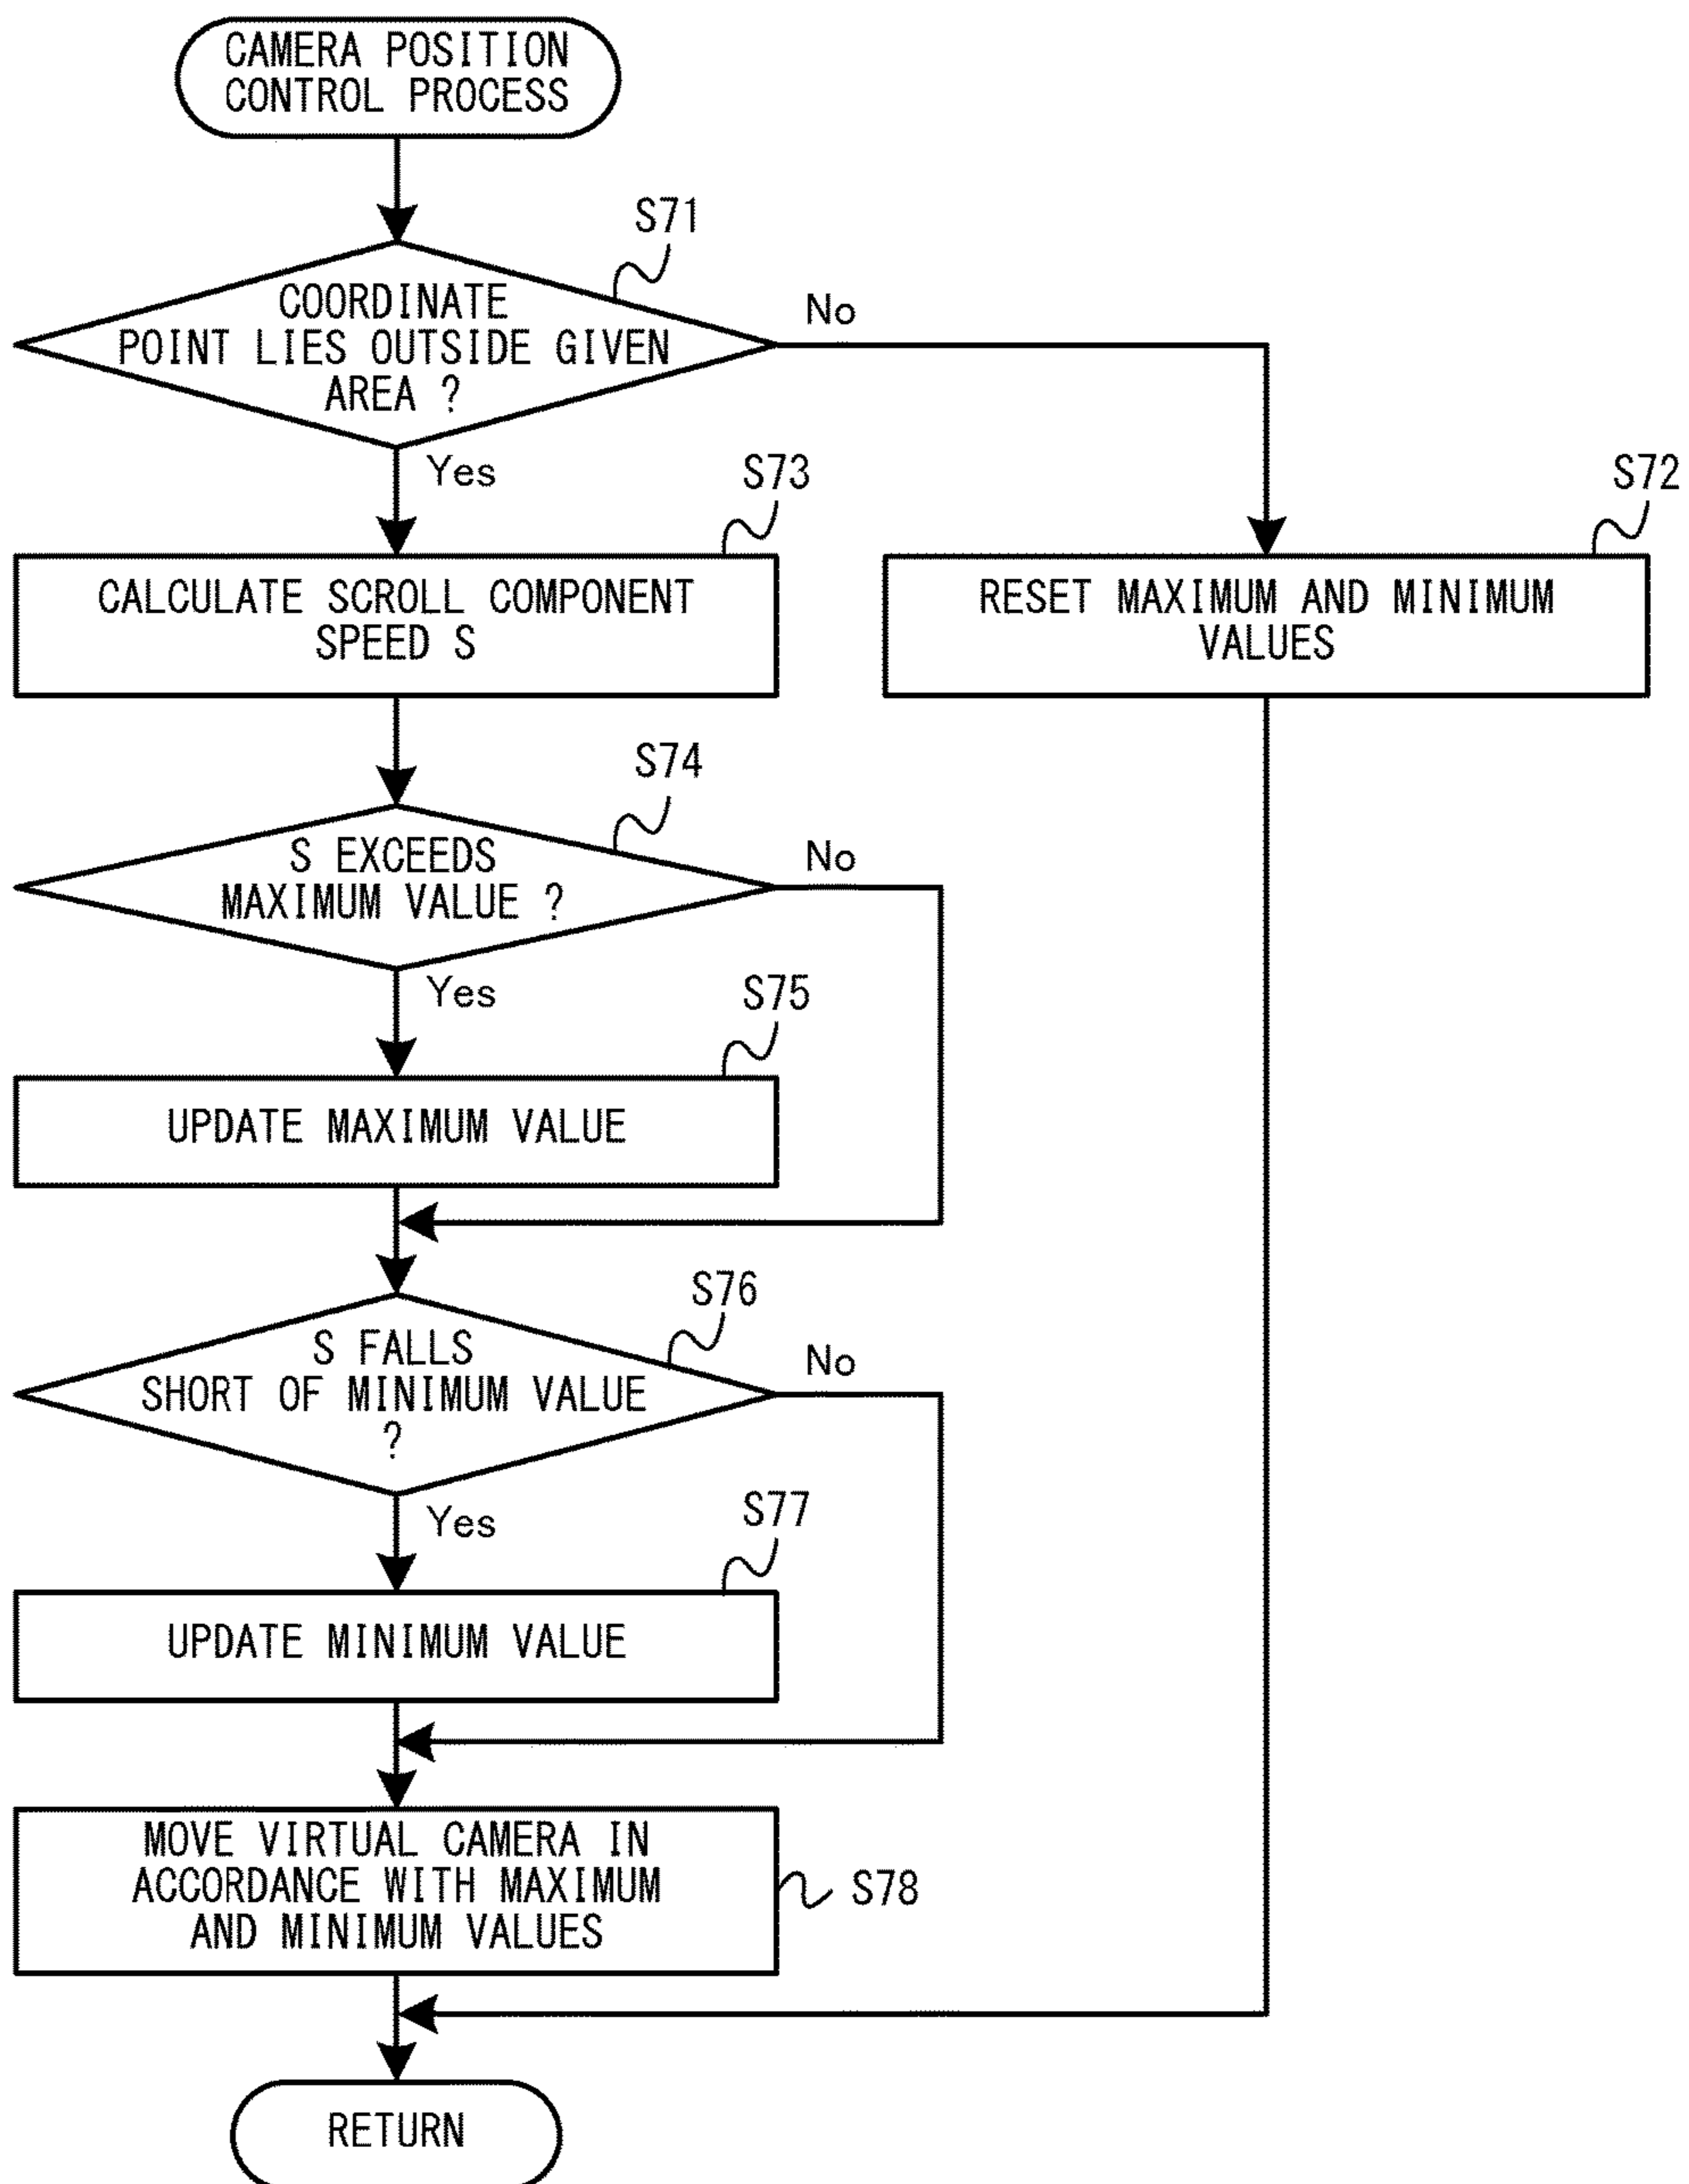 CAMERA POSITION
CONTROL PROCESS
S71
COORDINATE
POINT LIES OUTSIDE GIVEN
AREA ?
No
Yes
S73
S72
CALCULATE SCROLL COMPONENT
SPEED S
RESET MAXIMUM AND MINIMUM
VALUES
S74
S EXCEEDS
MAXIMUM VALUE ?
No
Yes
S75
UPDATE MAXIMUM VALUE
S76
S FALLS
SHORT OF MINIMUM VALUE
?
No
Yes
S77
UPDATE MINIMUM VALUE
MOVE VIRTUAL CAMERA IN
ACCORDANCE WITH MAXIMUM
AND MINIMUM VALUES
S78
RETURN